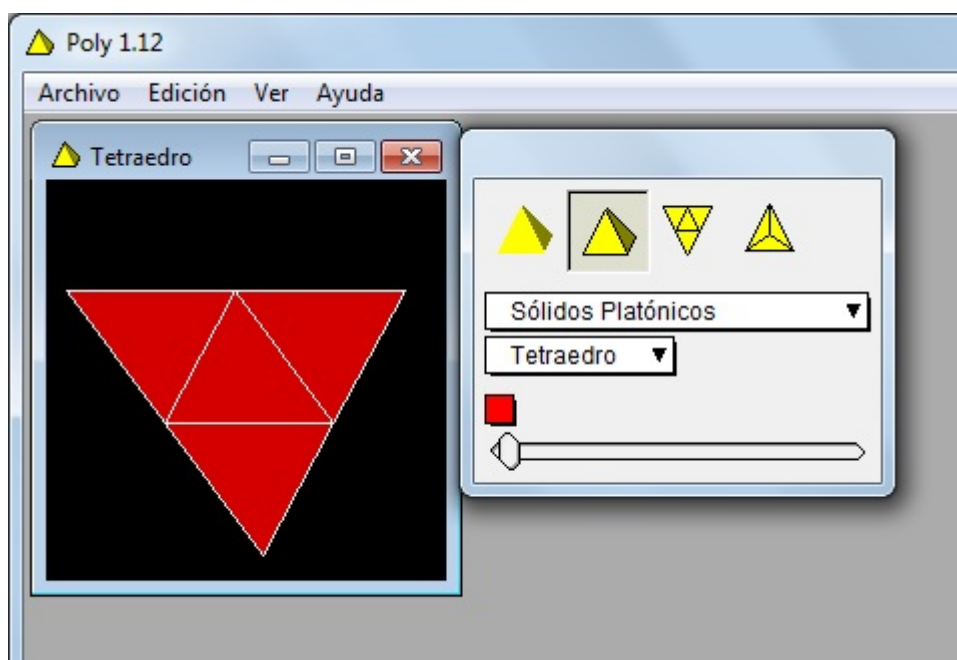 Poly 1.12
Archivo Edición Ver Ayuda
Tetraedro
Sólidos Platónicos
Tetraedro